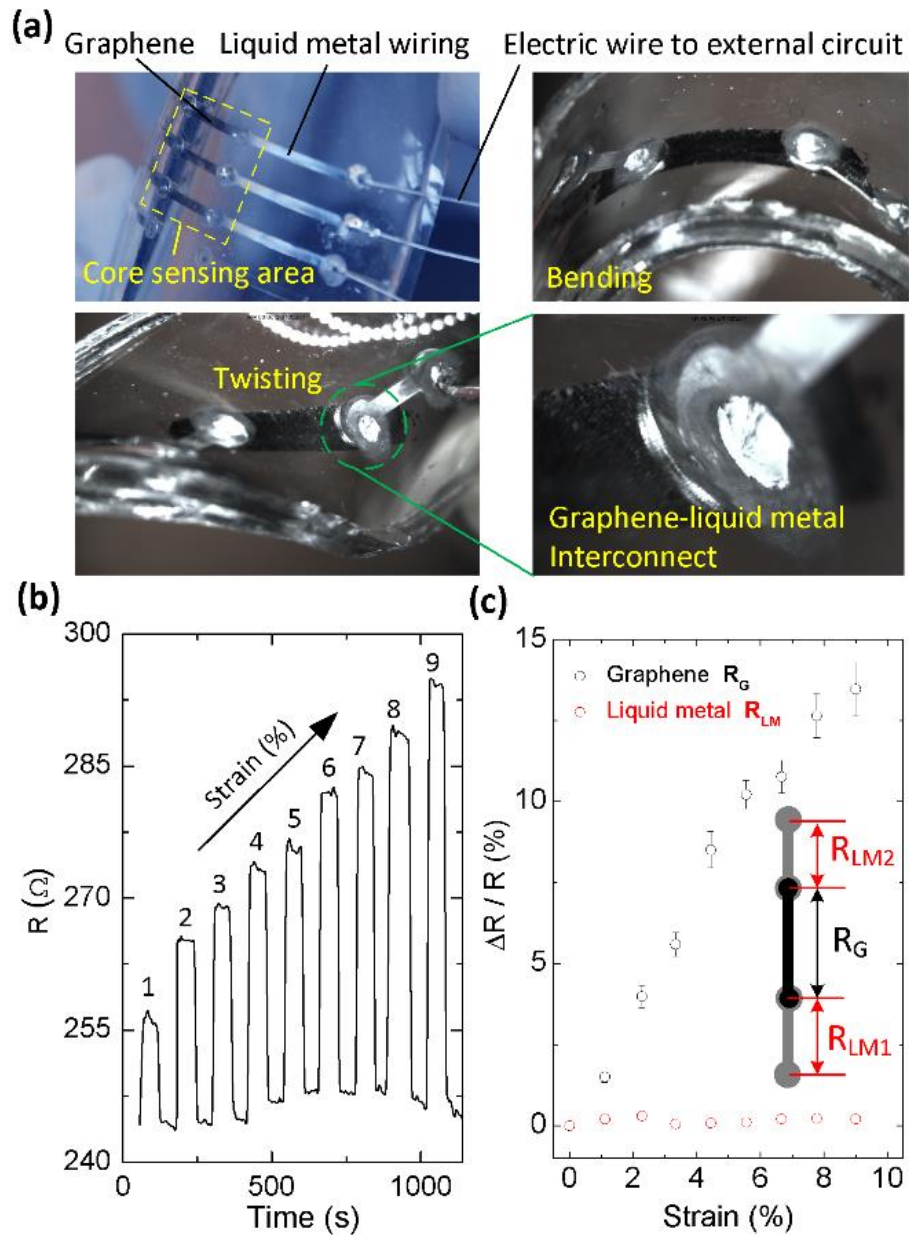 (a)
Graphene
Liquid metal wiring
Electric wire to external circuit
Core sensing area
Bending
Twisting
Graphene-liquid metal
Interconnect
(b)
300
285
270
255
240
R (Ω)
1
2
3
4
5
6
7
8
9
Strain (%)
0
500
1000
Time (s)
(c)
15
10
5
0
ΔR / R (%)
Graphene R_G
Liquid metal R_LM
R_LM2
R_G
R_LM1
0
2
4
6
8
10
Strain (%)